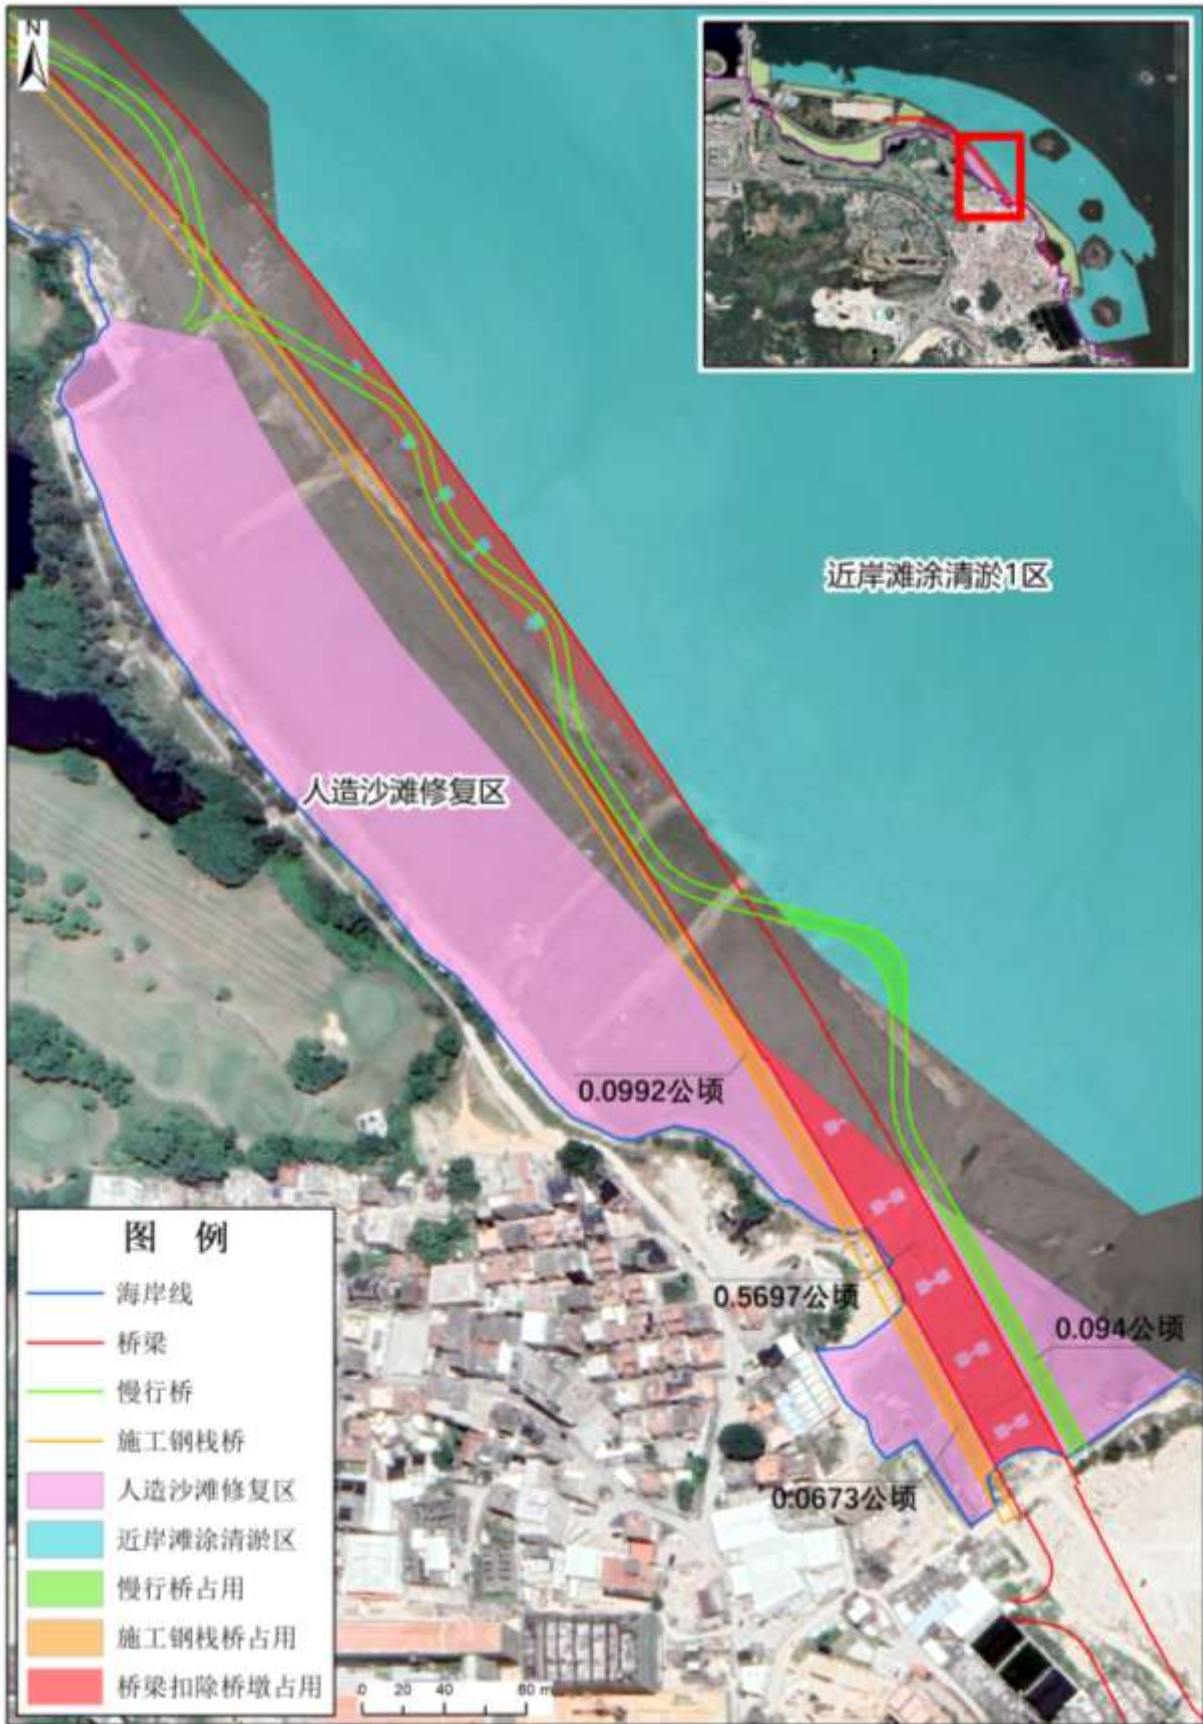 N
近岸滩涂清淤1区
人造沙滩修复区
0.0992公顷
0.5697公顷
0.094公顷
0.0673公顷
图 例
海岸线
桥梁
慢行桥
施工钢栈桥
人造沙滩修复区
近岸滩涂清淤区
慢行桥占用
施工钢栈桥占用
桥梁扣除桥墩占用
0 20 40 80 m